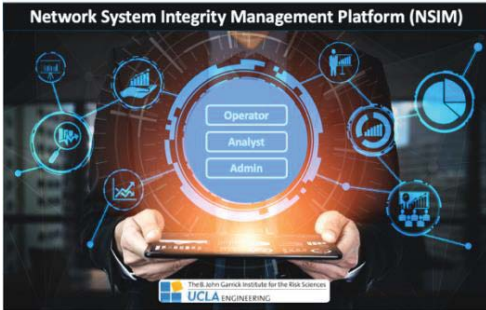 Network System Integrity Management Platform (NSIM)
Operator
Analyst
Admin
The B. John Garrick Institute for the Risk Sciences
UCLA ENGINEERING